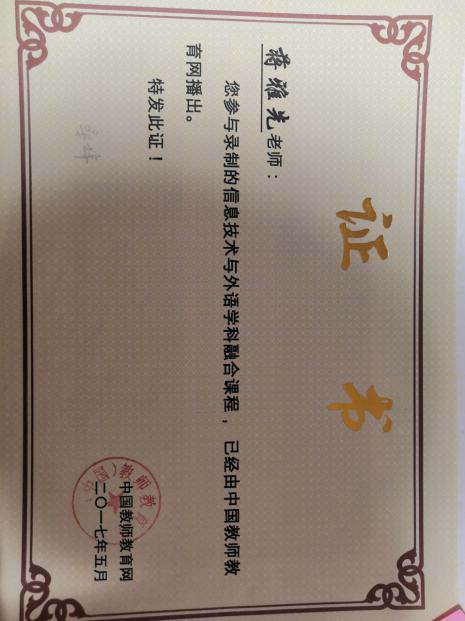 证书
蒋雅光老师：
您参与录制的信息技术与外语学科融合课程，已经由中国教师教
育网播出。
特发此证！
中国教师教育网
二〇一七年五月